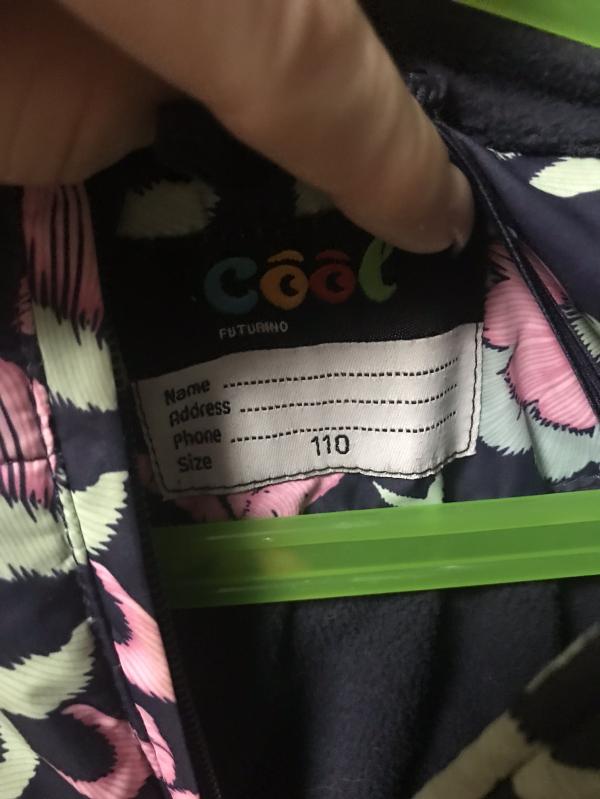 cool
FUTURINO
Name
Address
Phone
Size 110